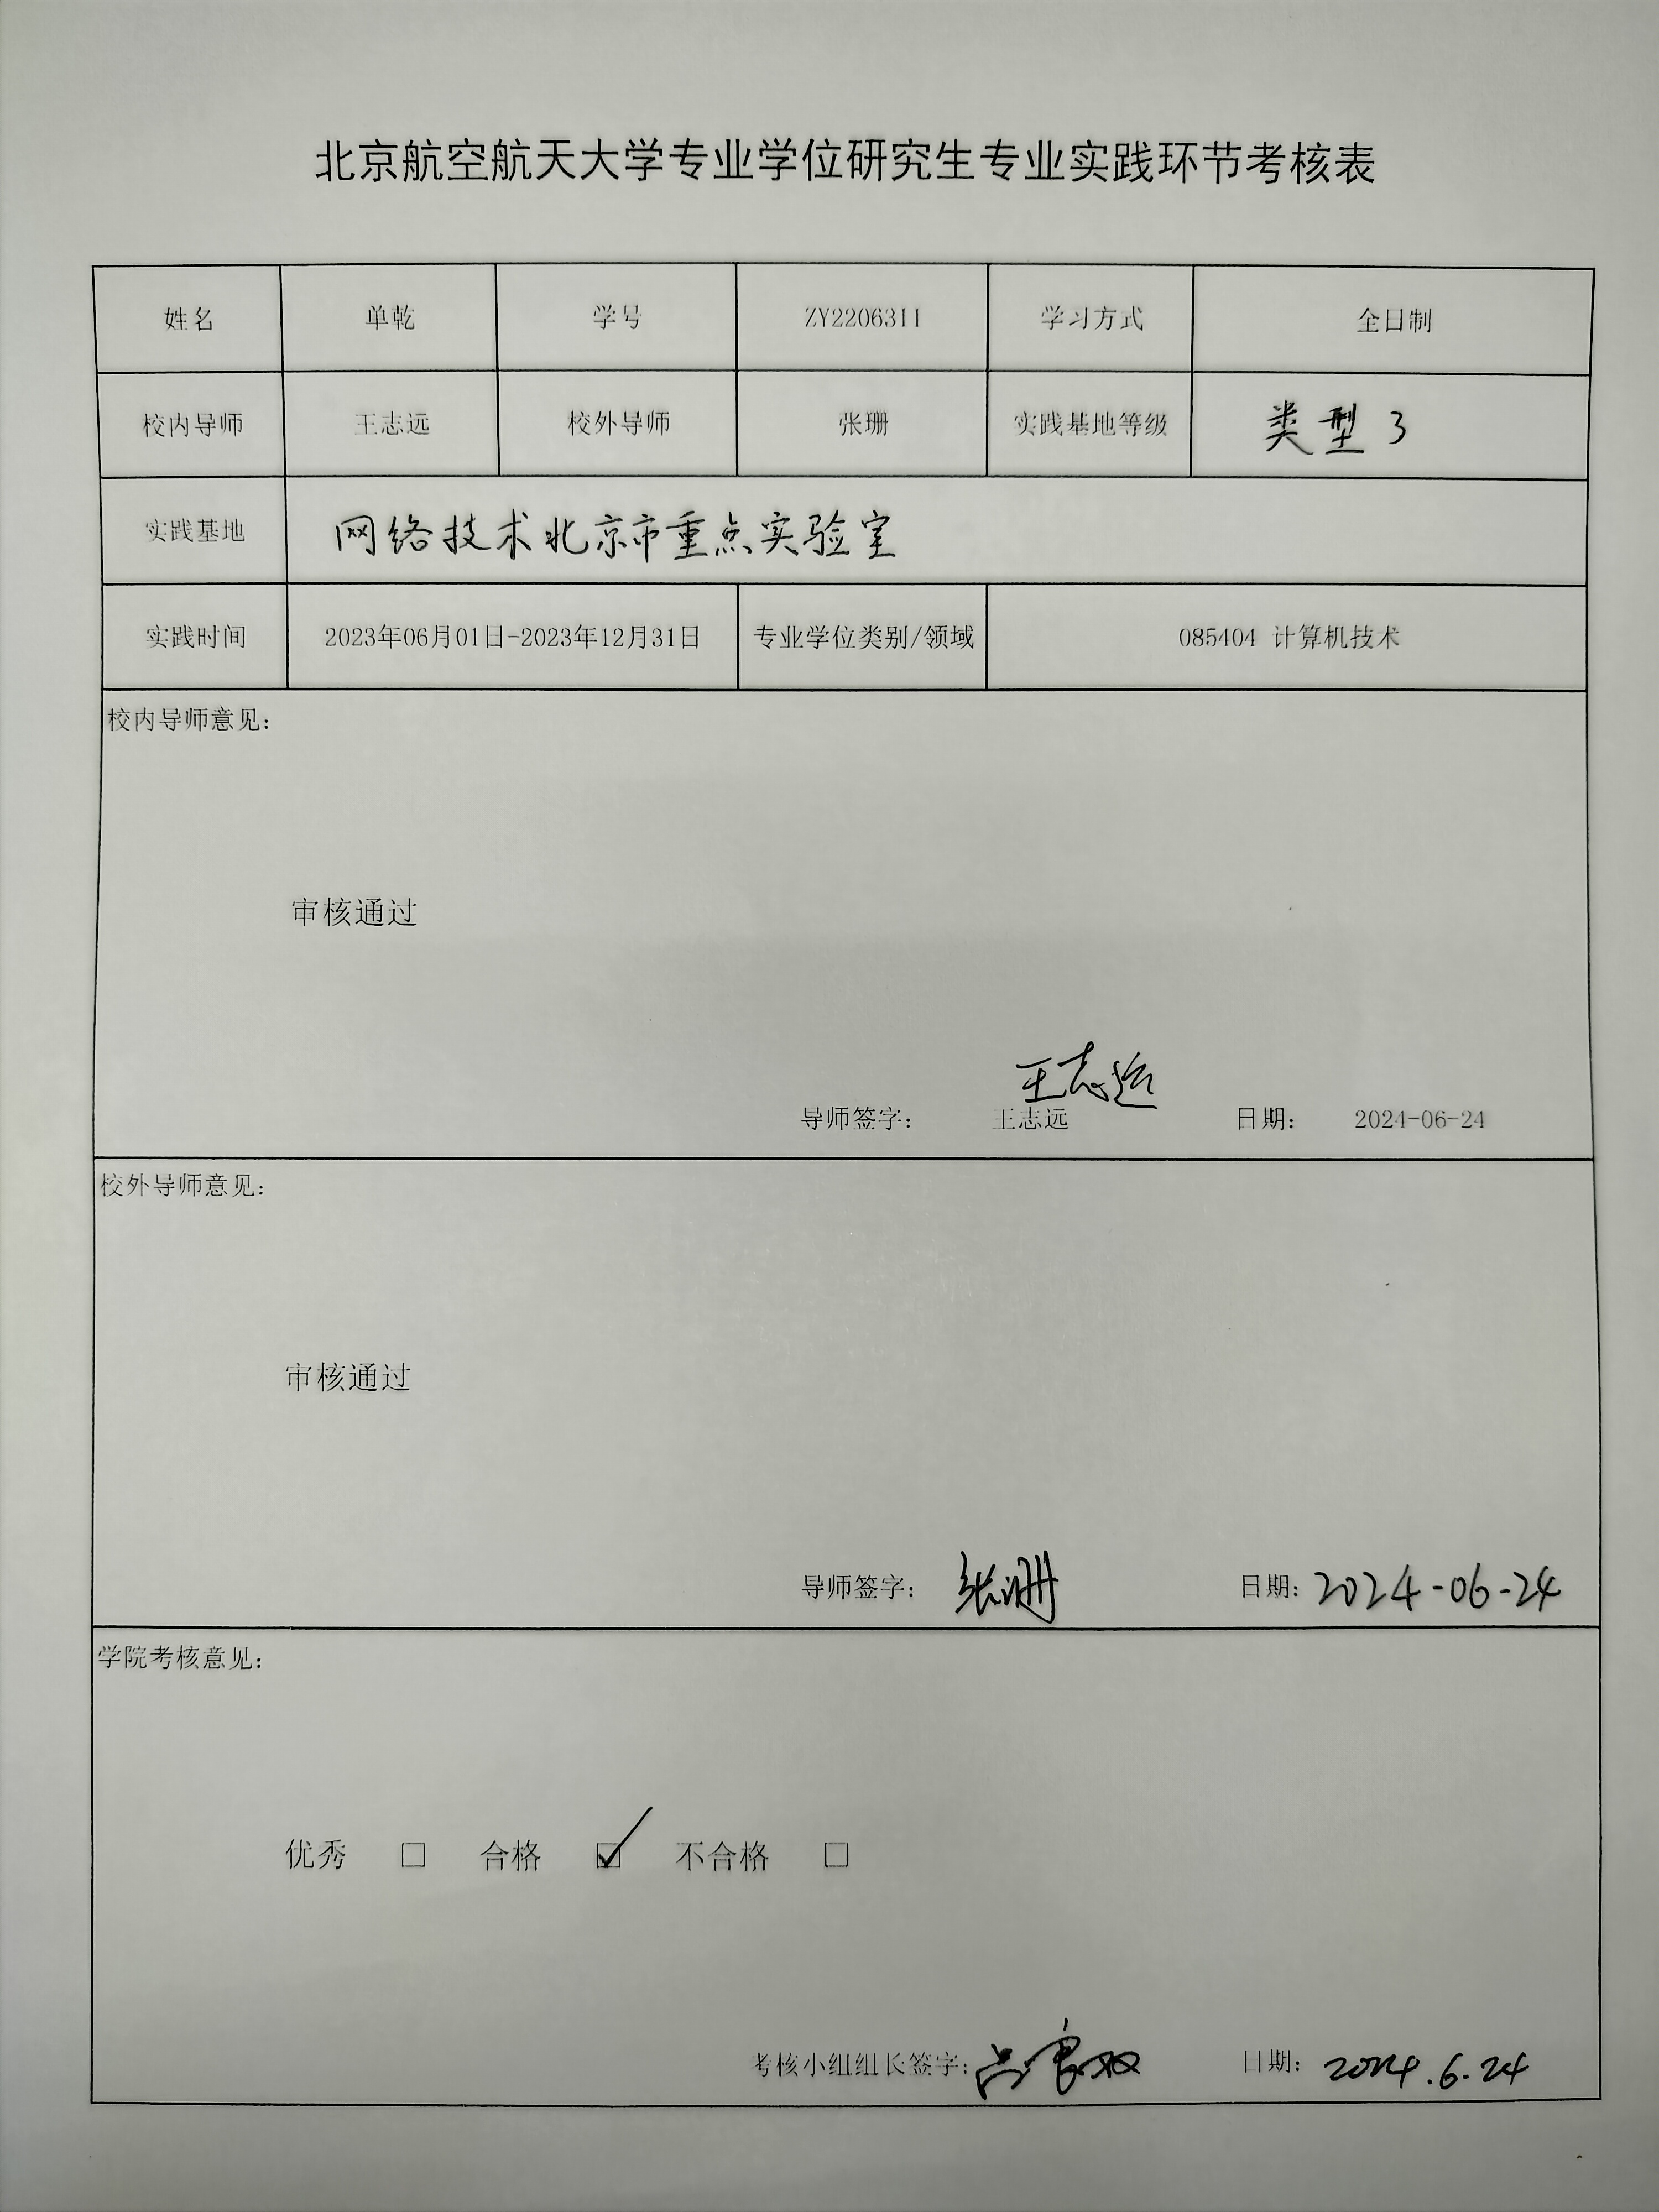 北京航空航天大学专业学位研究生专业实践环节考核表
姓名 单乾 学号 ZY2206311 学习方式 全日制
校内导师 王志远 校外导师 张珊 实践基地等级 类型3
实践基地 网络技术北京市重点实验室
实践时间 2023年06月01日-2023年12月31日 专业学位类别/领域 085404 计算机技术
校内导师意见:
审核通过
王志远
导师签字: 王志远 日期: 2024-06-24
校外导师意见:
审核通过
导师签字: 张珊 日期: 2024-06-24
学院考核意见:
优秀 □ 合格 ☑ 不合格 □
考核小组组长签字: 吕良双 日期: 2024.6.24